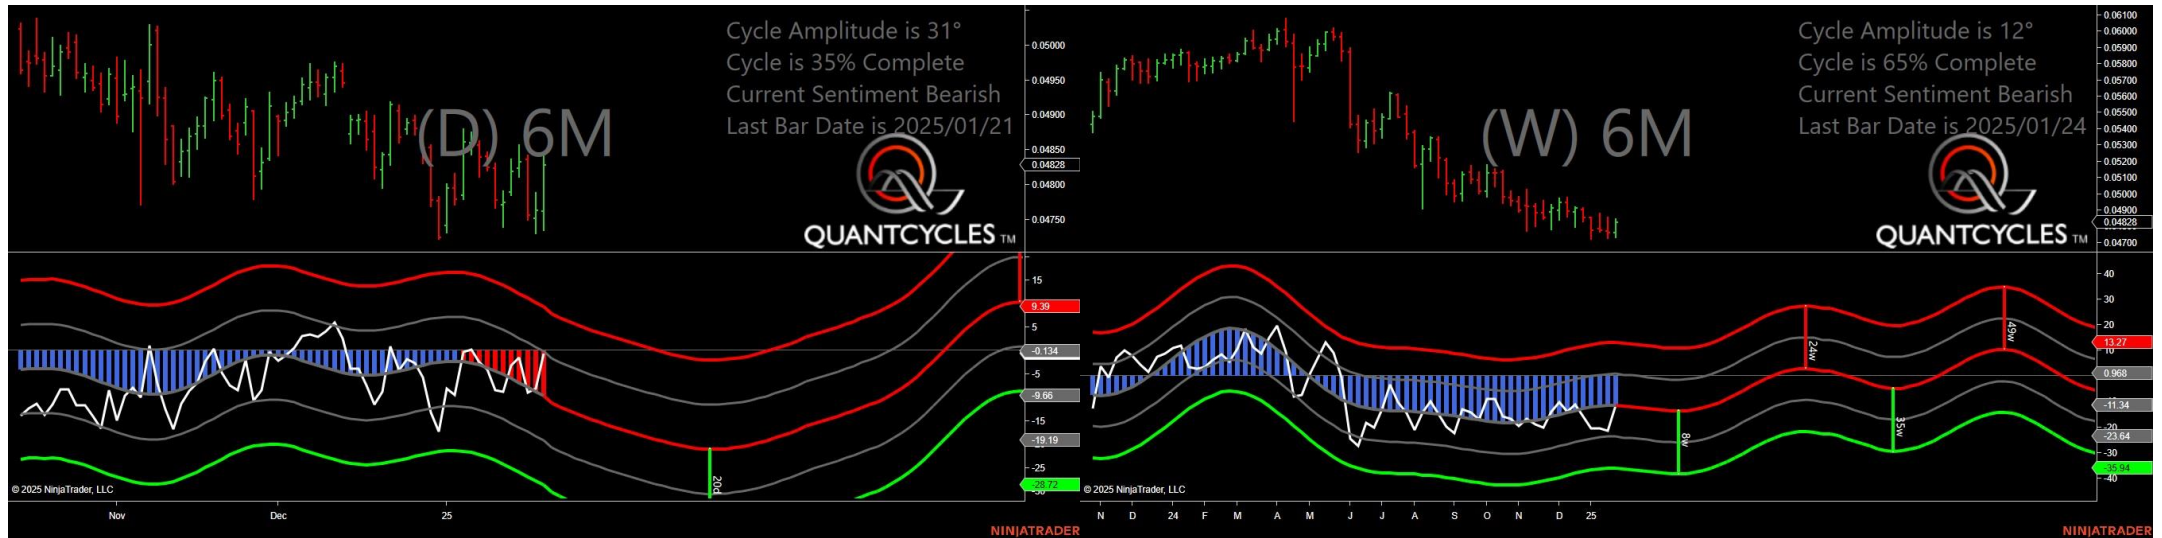 Cycle Amplitude is 31°
Cycle is 35% Complete
Current Sentiment Bearish
Last Bar Date is 2025/01/21
(D) 6M
QUANTCYCLES TM
0.05000
0.04950
0.04900
0.04850
0.04828
0.04800
0.04750
15
9.39
5
-0.134
-5
-9.66
-15
-19.19
-25
-28.72
20d
© 2025 NinjaTrader, LLC
Nov
Dec
25
NINJATRADER
Cycle Amplitude is 12°
Cycle is 65% Complete
Current Sentiment Bearish
Last Bar Date is 2025/01/24
(W) 6M
QUANTCYCLES TM
0.06100
0.06000
0.05900
0.05800
0.05700
0.05600
0.05500
0.05400
0.05300
0.05200
0.05100
0.05000
0.04900
0.04828
0.04700
40
30
20
13.27
10
0.968
-11.34
-20
-23.64
-30
-35.94
-40
8w
24w
35w
49w
© 2025 NinjaTrader, LLC
N D 24 F M A M J J A S O N D 25
NINJATRADER